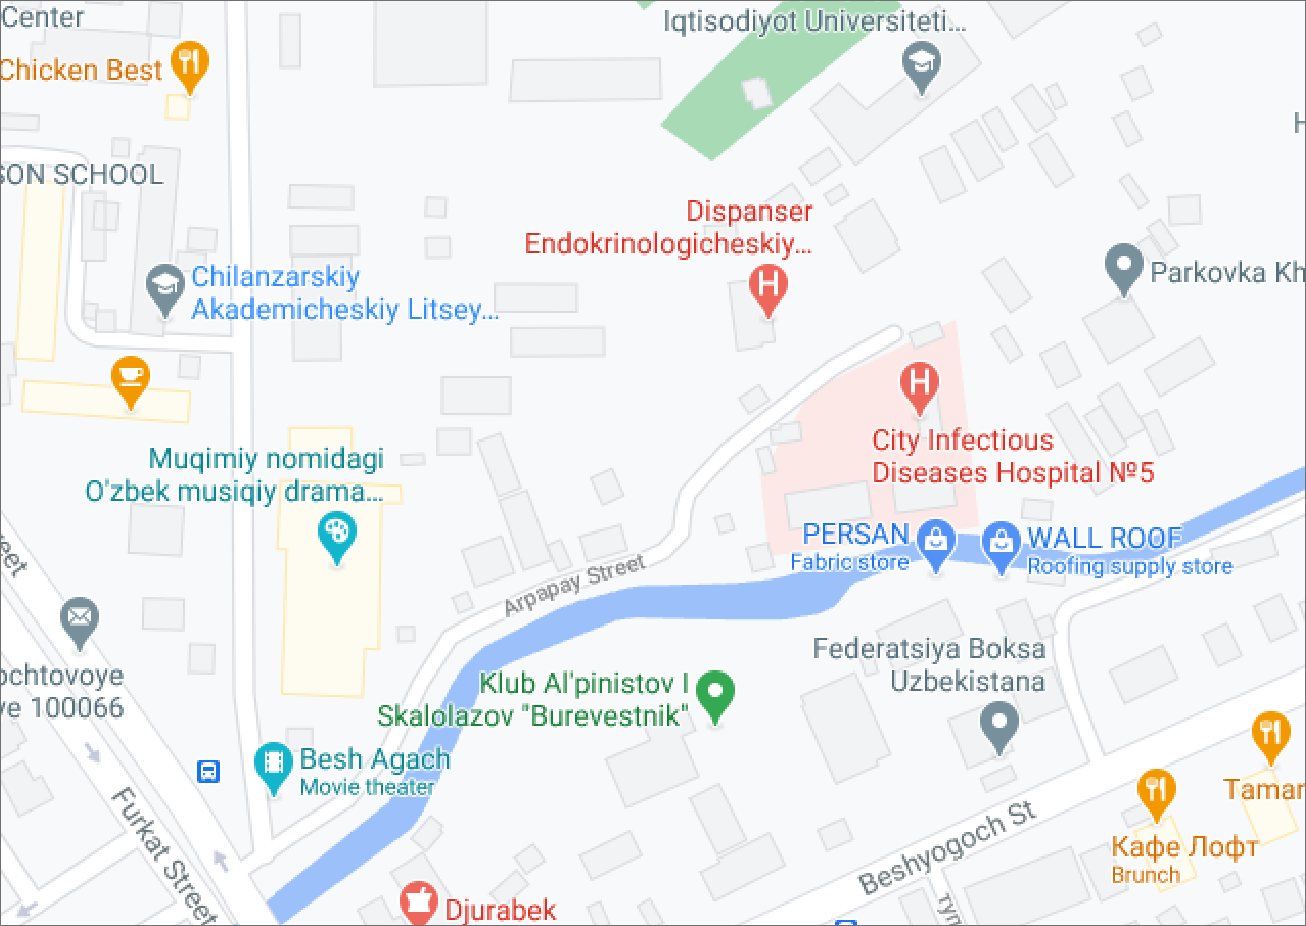 Center
Iqtisodiyot Universiteti...
Chicken Best
H
SON SCHOOL
Dispanser
Endokrinologicheskiy...
Chilanzarskiy
Akademicheskiy Litsey...
Parkovka Kh
City Infectious
Diseases Hospital №5
Muqimiy nomidagi
O'zbek musiqiy drama...
PERSAN
Fabric store
WALL ROOF
Roofing supply store
reet
Arpapay Street
Federatsiya Boksa
Uzbekistana
ochtovoye
ve 100066
Klub Al'pinistov I
Skalolazov "Burevestnik"
Besh Agach
Movie theater
Furkat Street
Beshyogoch St
Tamar
Кафе Лофт
Brunch
туп
Djurabek